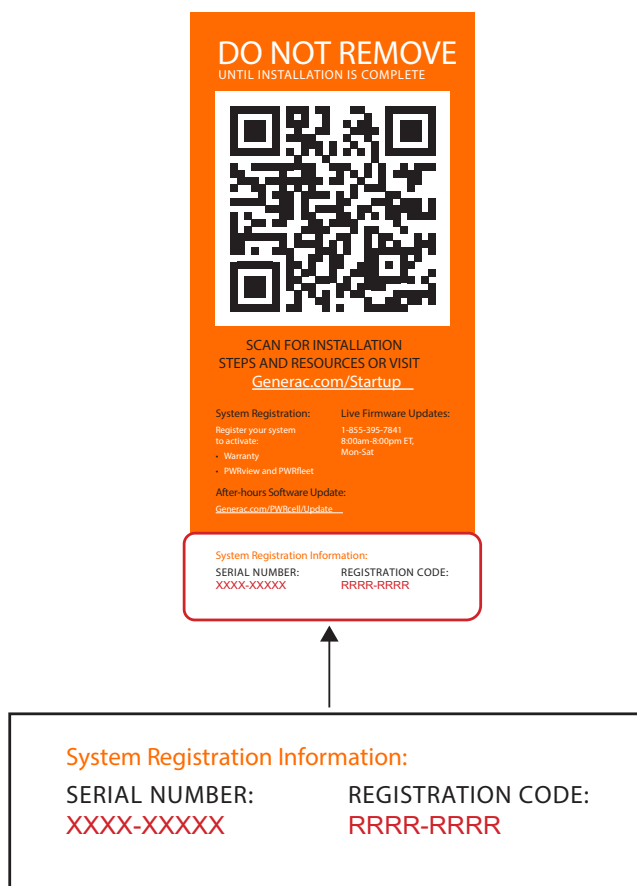 DO NOT REMOVE
UNTIL INSTALLATION IS COMPLETE
SCAN FOR INSTALLATION
STEPS AND RESOURCES OR VISIT
Generac.com/Startup
System Registration:
Register your system
to activate:
• Warranty
• PWRview and PWRfleet
Live Firmware Updates:
1-855-395-7841
8:00am-8:00pm ET,
Mon-Sat
After-hours Software Update:
Generac.com/PWRcell/Update
System Registration Information:
SERIAL NUMBER:
XXXX-XXXXX
REGISTRATION CODE:
RRRR-RRRR
System Registration Information:
SERIAL NUMBER:
XXXX-XXXXX
REGISTRATION CODE:
RRRR-RRRR